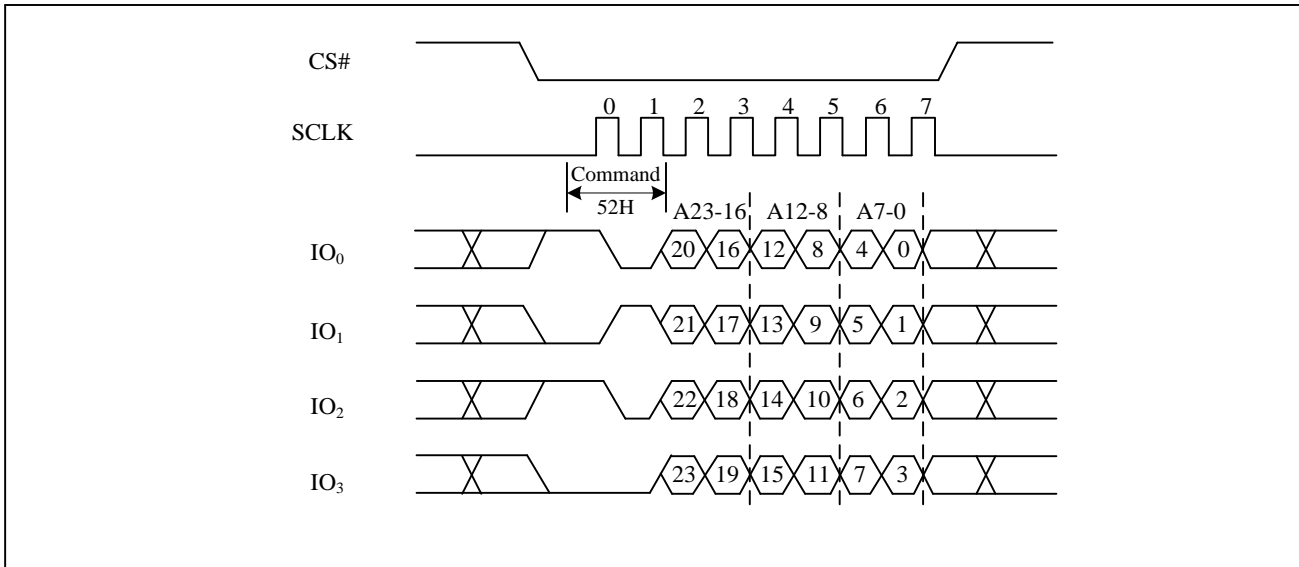 CS#
0 1 2 3 4 5 6 7
SCLK
Command
52H
A23-16 A12-8 A7-0
IO0 20 16 12 8 4 0
IO1 21 17 13 9 5 1
IO2 22 18 14 10 6 2
IO3 23 19 15 11 7 3